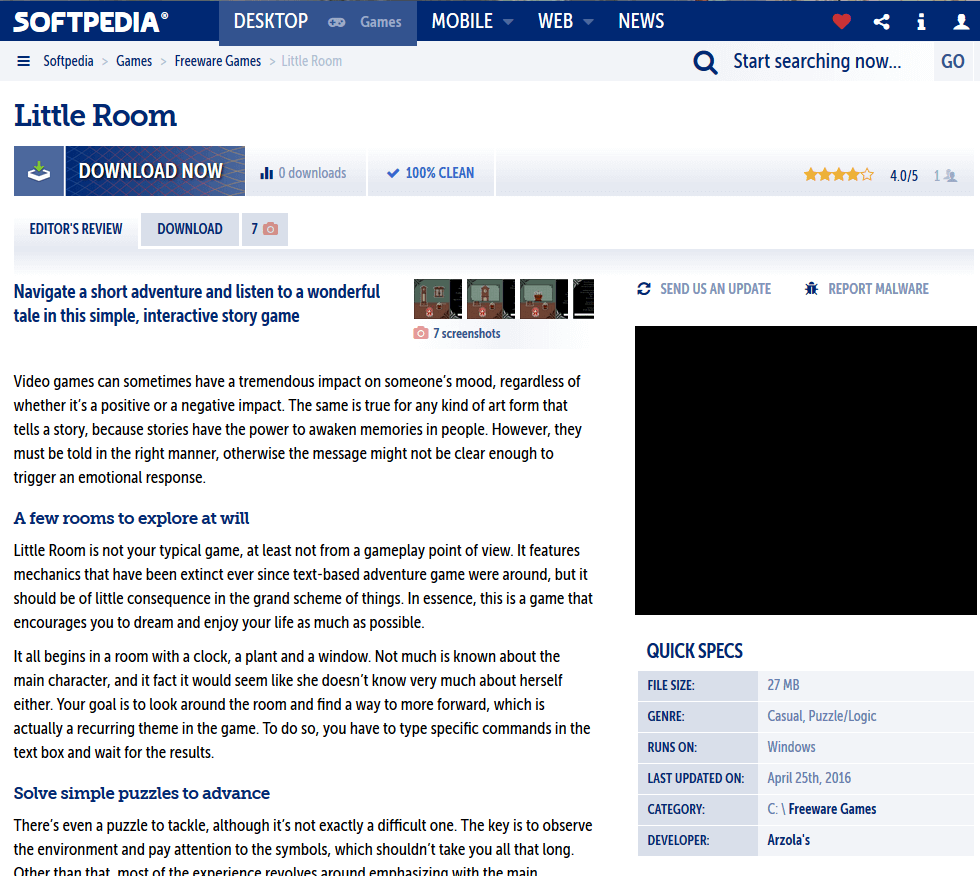 SOFTPEDIA®
DESKTOP Games MOBILE WEB NEWS
Softpedia > Games > Freeware Games > Little Room
Start searching now... GO
Little Room
DOWNLOAD NOW 0 downloads 100% CLEAN 4.0/5 1
EDITOR'S REVIEW DOWNLOAD 7
Navigate a short adventure and listen to a wonderful
tale in this simple, interactive story game
7 screenshots
SEND US AN UPDATE REPORT MALWARE
Video games can sometimes have a tremendous impact on someone's mood, regardless of
whether it's a positive or a negative impact. The same is true for any kind of art form that
tells a story, because stories have the power to awaken memories in people. However, they
must be told in the right manner, otherwise the message might not be clear enough to
trigger an emotional response.
A few rooms to explore at will
Little Room is not your typical game, at least not from a gameplay point of view. It features
mechanics that have been extinct ever since text-based adventure game were around, but it
should be of little consequence in the grand scheme of things. In essence, this is a game that
encourages you to dream and enjoy your life as much as possible.
It all begins in a room with a clock, a plant and a window. Not much is known about the
main character, and it fact it would seem like she doesn't know very much about herself
either. Your goal is to look around the room and find a way to more forward, which is
actually a recurring theme in the game. To do so, you have to type specific commands in the
text box and wait for the results.
Solve simple puzzles to advance
There's even a puzzle to tackle, although it's not exactly a difficult one. The key is to observe
the environment and pay attention to the symbols, which shouldn't take you all that long.
Other than that, most of the experience revolves around emphasizing with the main
QUICK SPECS
FILE SIZE: 27 MB
GENRE: Casual, Puzzle/Logic
RUNS ON: Windows
LAST UPDATED ON: April 25th, 2016
CATEGORY: C: \ Freeware Games
DEVELOPER: Arzola's